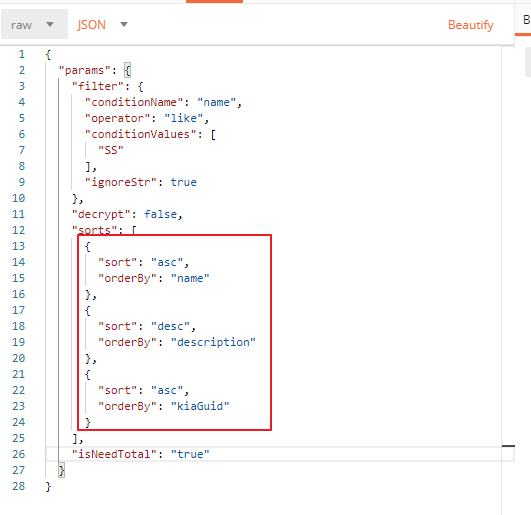 raw JSON Beautify B
1 {
2 "params": {
3 "filter": {
4 "conditionName": "name",
5 "operator": "like",
6 "conditionValues": [
7 "SS"
8 ],
9 "ignoreStr": true
10 },
11 "decrypt": false,
12 "sorts": [
13 {
14 "sort": "asc",
15 "orderBy": "name"
16 },
17 {
18 "sort": "desc",
19 "orderBy": "description"
20 },
21 {
22 "sort": "asc",
23 "orderBy": "kiaGuid"
24 }
25 ],
26 "isNeedTotal": "true"
27 }
28 }